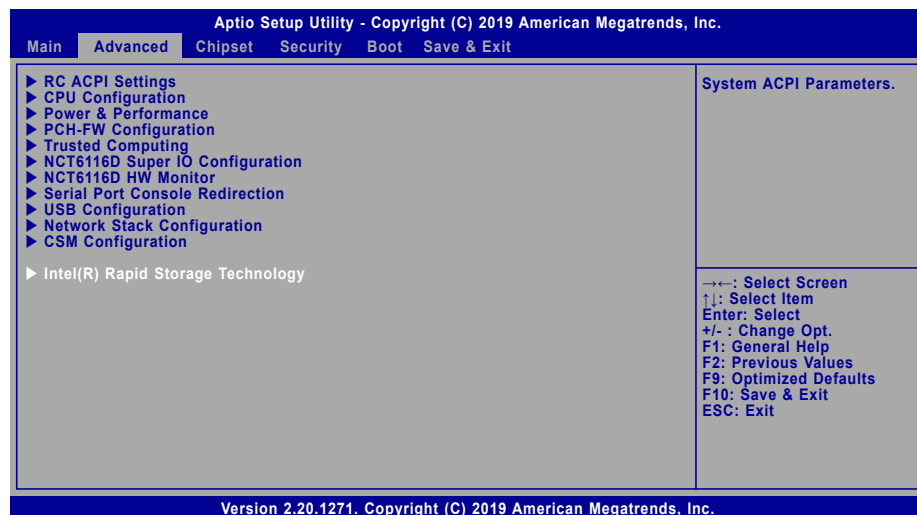 Aptio Setup Utility - Copyright (C) 2019 American Megatrends, Inc.
Main Advanced Chipset Security Boot Save & Exit
▶ RC ACPI Settings
▶ CPU Configuration
▶ Power & Performance
▶ PCH-FW Configuration
▶ Trusted Computing
▶ NCT6116D Super IO Configuration
▶ NCT6116D HW Monitor
▶ Serial Port Console Redirection
▶ USB Configuration
▶ Network Stack Configuration
▶ CSM Configuration
▶ Intel(R) Rapid Storage Technology
System ACPI Parameters.
→←: Select Screen
↑↓: Select Item
Enter: Select
+/- : Change Opt.
F1: General Help
F2: Previous Values
F9: Optimized Defaults
F10: Save & Exit
ESC: Exit
Version 2.20.1271. Copyright (C) 2019 American Megatrends, Inc.